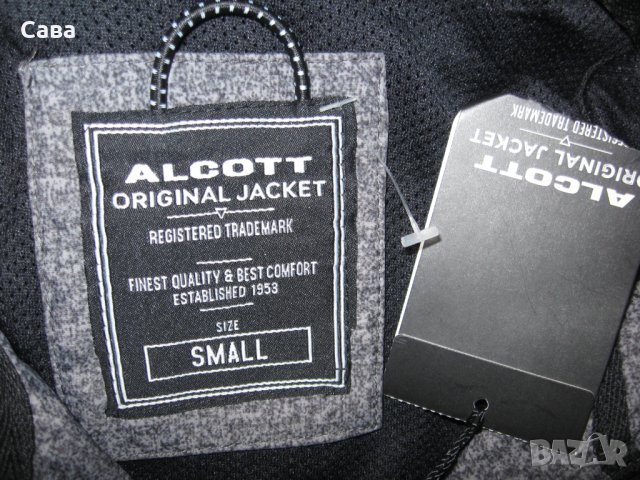 Сава
ALCOTT
ORIGINAL JACKET
REGISTERED TRADEMARK
FINEST QUALITY & BEST COMFORT
ESTABLISHED 1953
SIZE
SMALL
ALCOTT
ORIGINAL JACKET
REGISTERED TRADEMARK
BAZAR